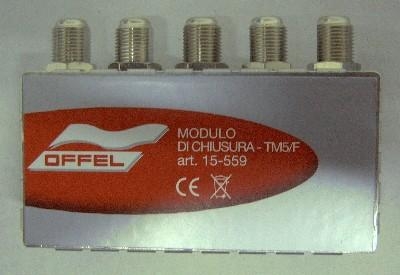 OFFEL
MODULO
DI CHIUSURA - TM5/F
art. 15-559
CE